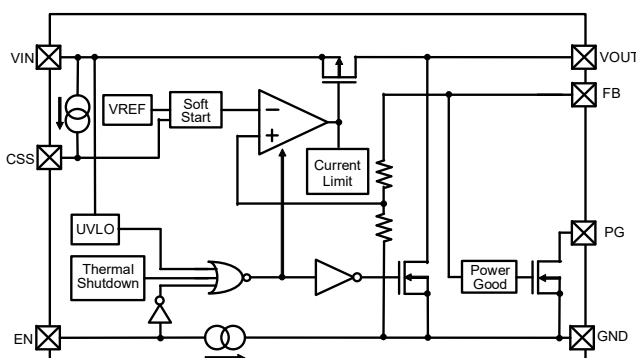 VIN
VOUT
VREF
Soft
Start
−
+
FB
CSS
Current
Limit
UVLO
PG
Thermal
Shutdown
Power
Good
EN
GND